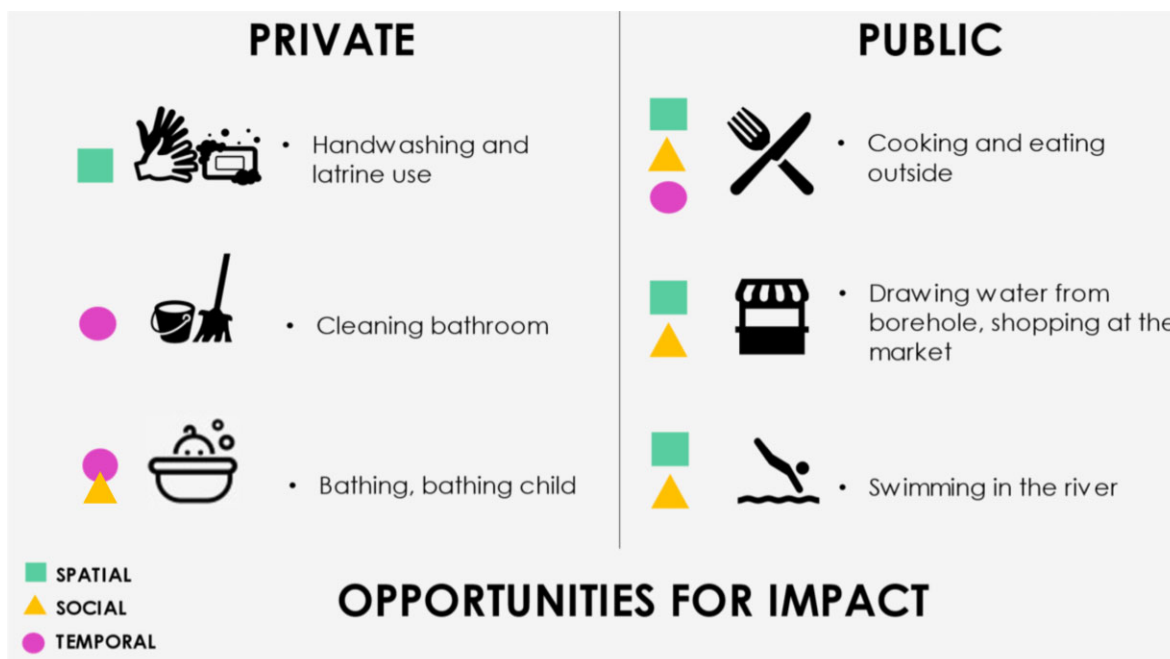 PRIVATE
• Handwashing and
latrine use
• Cleaning bathroom
• Bathing, bathing child
PUBLIC
• Cooking and eating
outside
• Drawing water from
borehole, shopping at the
market
• Swimming in the river
SPATIAL
SOCIAL
TEMPORAL
OPPORTUNITIES FOR IMPACT